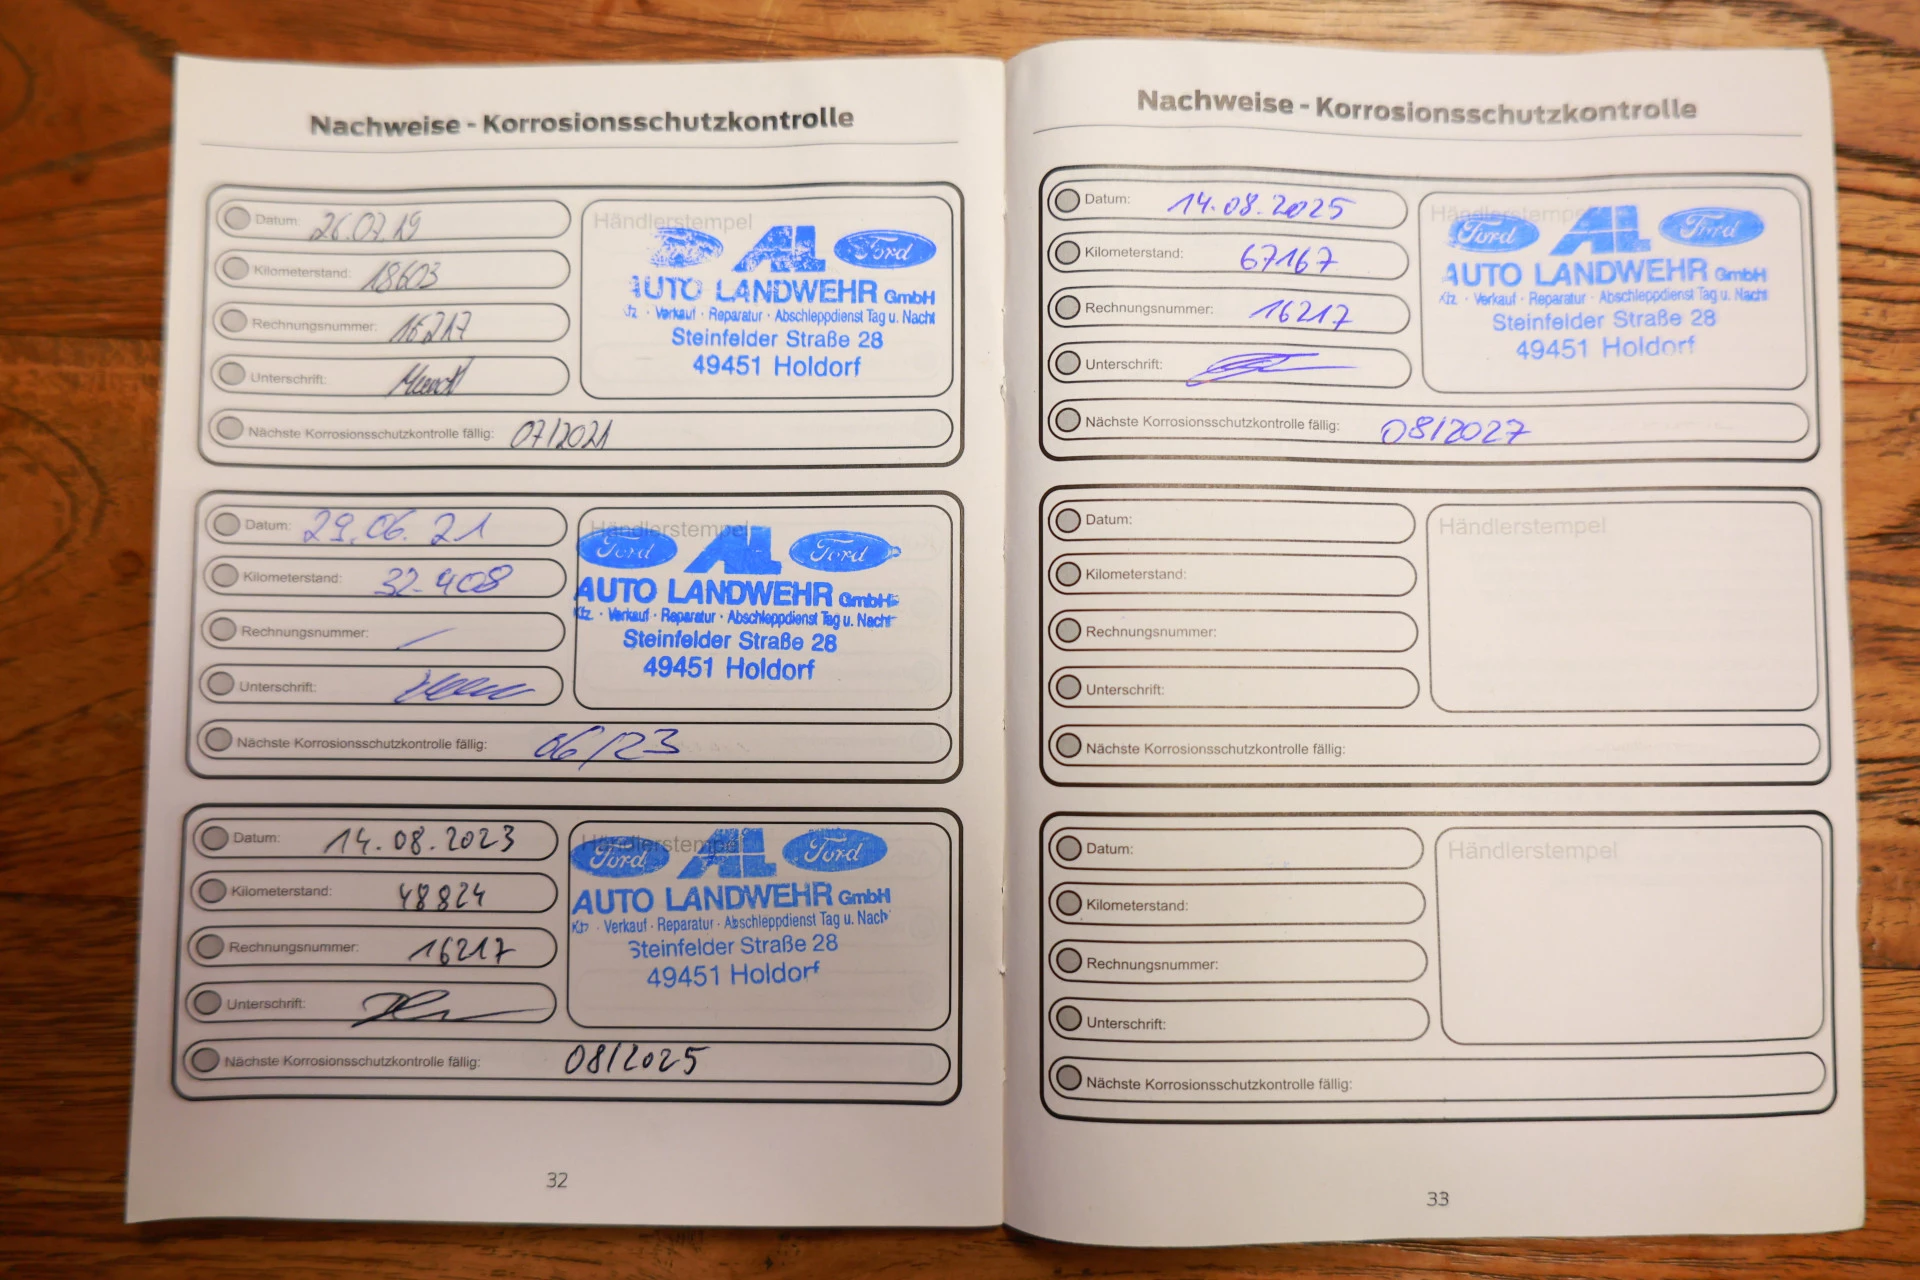 Nachweise - Korrosionsschutzkontrolle
Datum: 26.07.19
Kilometerstand: 18603
Rechnungsnummer: 16217
Unterschrift:
Händlerstempel
Ford AL Ford
AUTO LANDWEHR GmbH
Kfz · Verkauf · Reparatur · Abschleppdienst Tag u. Nacht
Steinfelder Straße 28
49451 Holdorf
Nächste Korrosionsschutzkontrolle fällig: 07/2021
Datum: 29.06.21
Kilometerstand: 32.408
Rechnungsnummer: -
Unterschrift:
Händlerstempel
Ford AL Ford
AUTO LANDWEHR GmbH
Kfz · Verkauf · Reparatur · Abschleppdienst Tag u. Nacht
Steinfelder Straße 28
49451 Holdorf
Nächste Korrosionsschutzkontrolle fällig: 06/23
Datum: 14.08.2023
Kilometerstand: 48824
Rechnungsnummer: 16217
Unterschrift:
Händlerstempel
Ford AL Ford
AUTO LANDWEHR GmbH
Kfz · Verkauf · Reparatur · Abschleppdienst Tag u. Nacht
Steinfelder Straße 28
49451 Holdorf
Nächste Korrosionsschutzkontrolle fällig: 08/2025
32
Nachweise - Korrosionsschutzkontrolle
Datum: 14.08.2025
Kilometerstand: 67167
Rechnungsnummer: 16217
Unterschrift:
Händlerstempel
Ford AL Ford
AUTO LANDWEHR GmbH
Kfz · Verkauf · Reparatur · Abschleppdienst Tag u. Nacht
Steinfelder Straße 28
49451 Holdorf
Nächste Korrosionsschutzkontrolle fällig: 08/2027
Datum:
Kilometerstand:
Rechnungsnummer:
Unterschrift:
Händlerstempel
Nächste Korrosionsschutzkontrolle fällig:
Datum:
Kilometerstand:
Rechnungsnummer:
Unterschrift:
Händlerstempel
Nächste Korrosionsschutzkontrolle fällig:
33